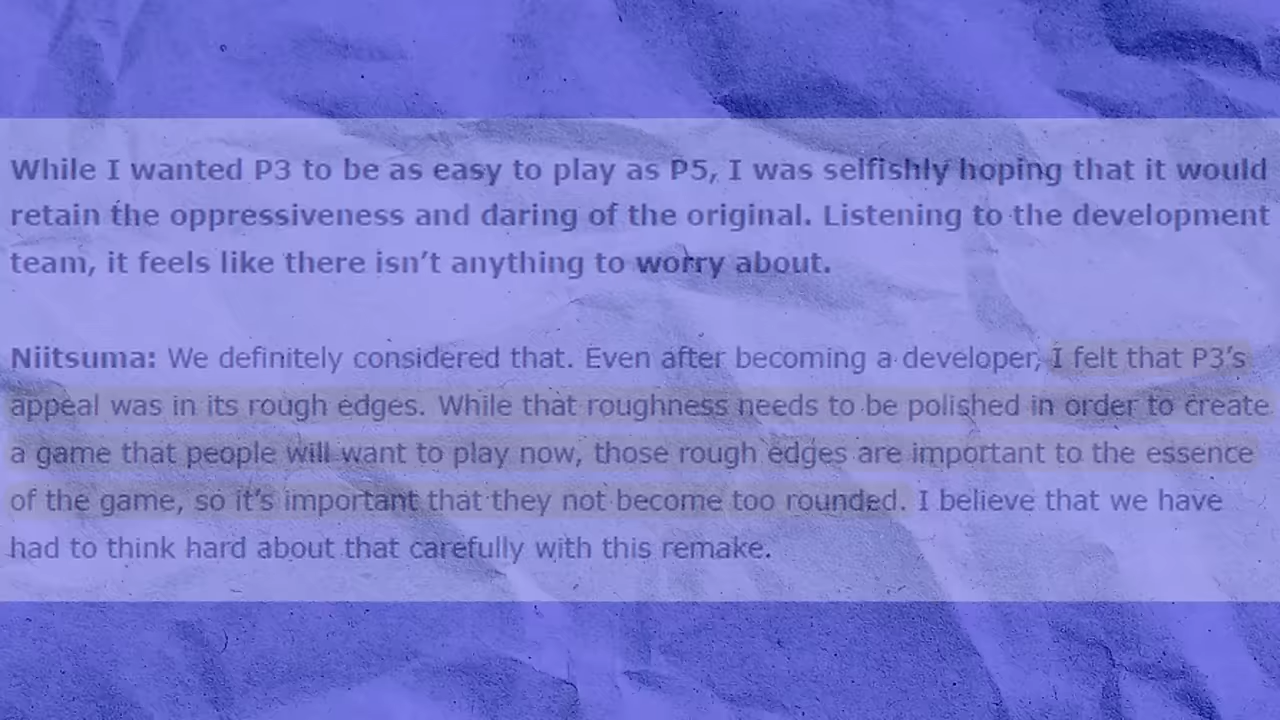 While I wanted P3 to be as easy to play as P5, I was selfishly hoping that it would
retain the oppressiveness and daring of the original. Listening to the development
team, it feels like there isn’t anything to worry about.
Niitsuma: We definitely considered that. Even after becoming a developer, I felt that P3’s
appeal was in its rough edges. While that roughness needs to be polished in order to create
a game that people will want to play now, those rough edges are important to the essence
of the game, so it’s important that they not become too rounded. I believe that we have
had to think hard about that carefully with this remake.